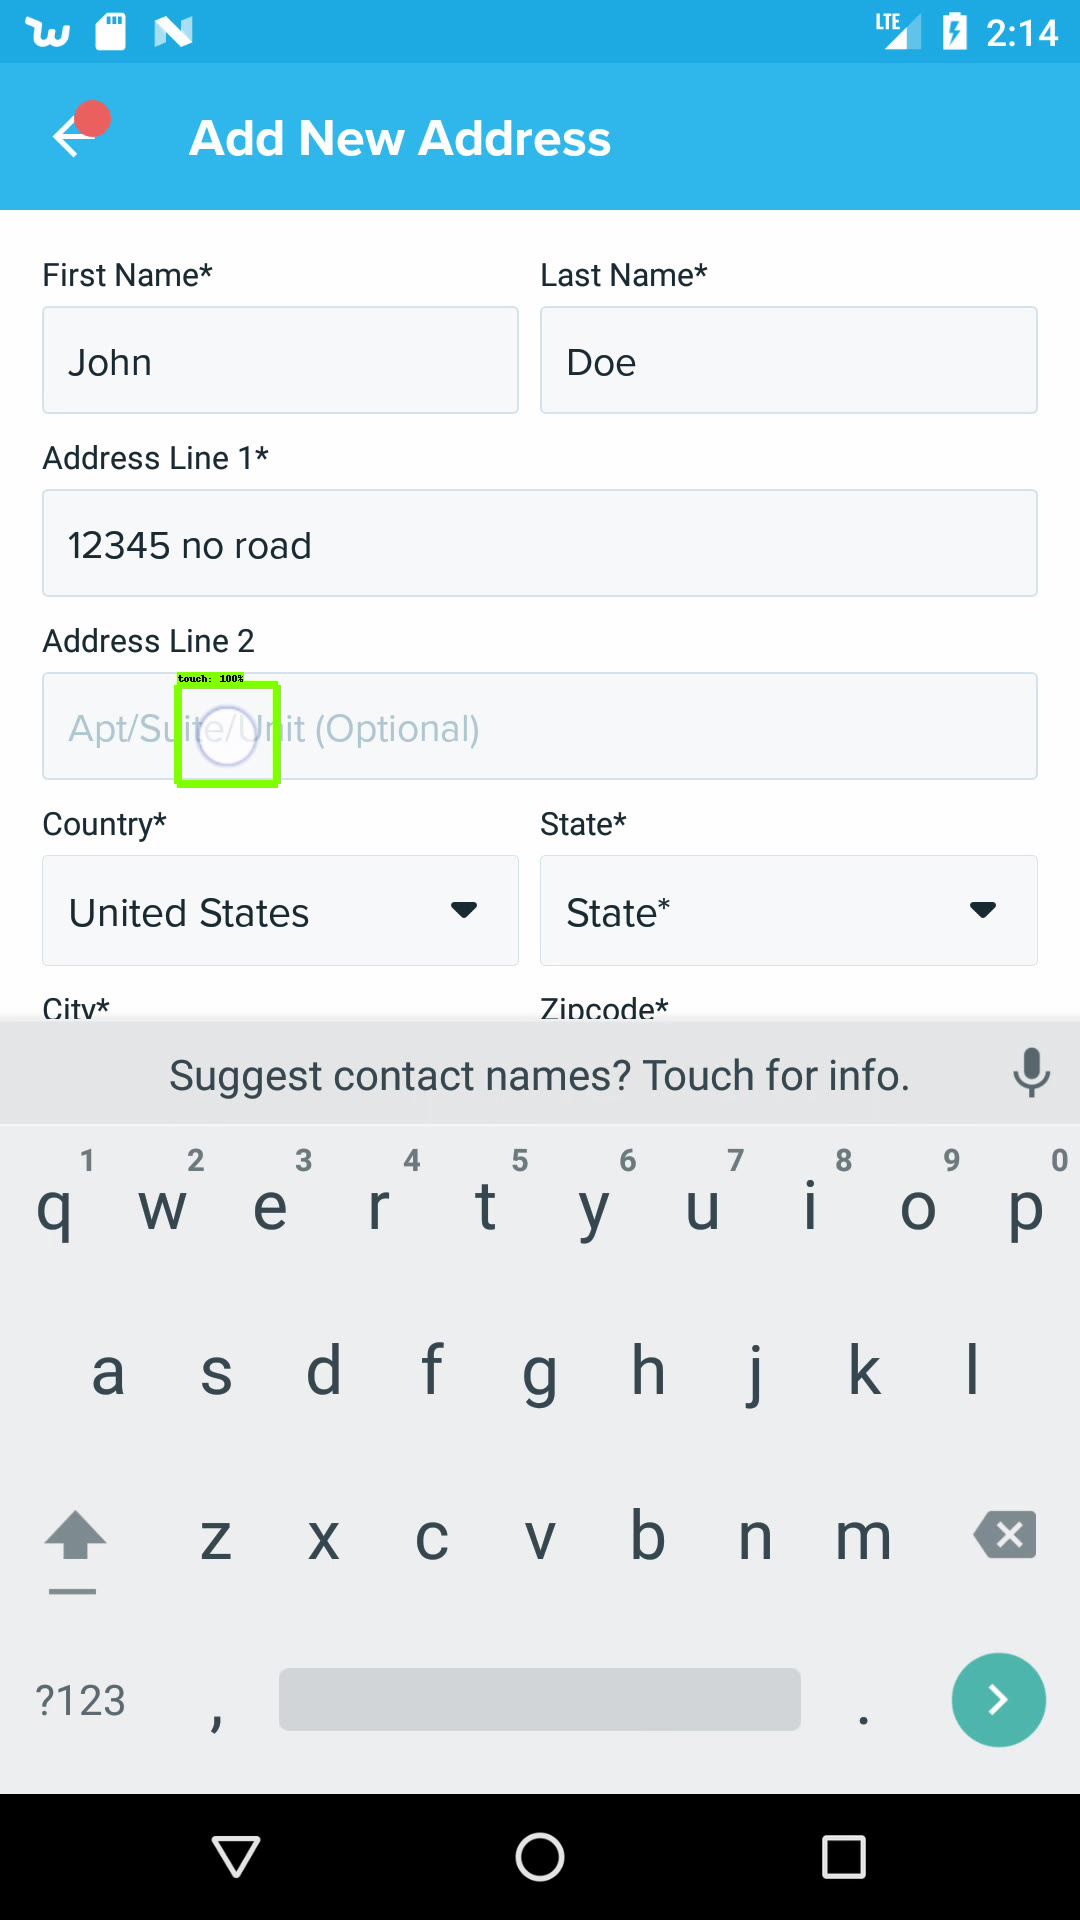 LTE 2:14
Add New Address
First Name* Last Name*
John Doe
Address Line 1*
12345 no road
Address Line 2
touch: 100%
Apt/Suite/Unit (Optional)
Country* State*
United States State*
City* Zipcode*
Suggest contact names? Touch for info.
1 2 3 4 5 6 7 8 9 0
q w e r t y u i o p
a s d f g h j k l
z x c v b n m
?123 , .